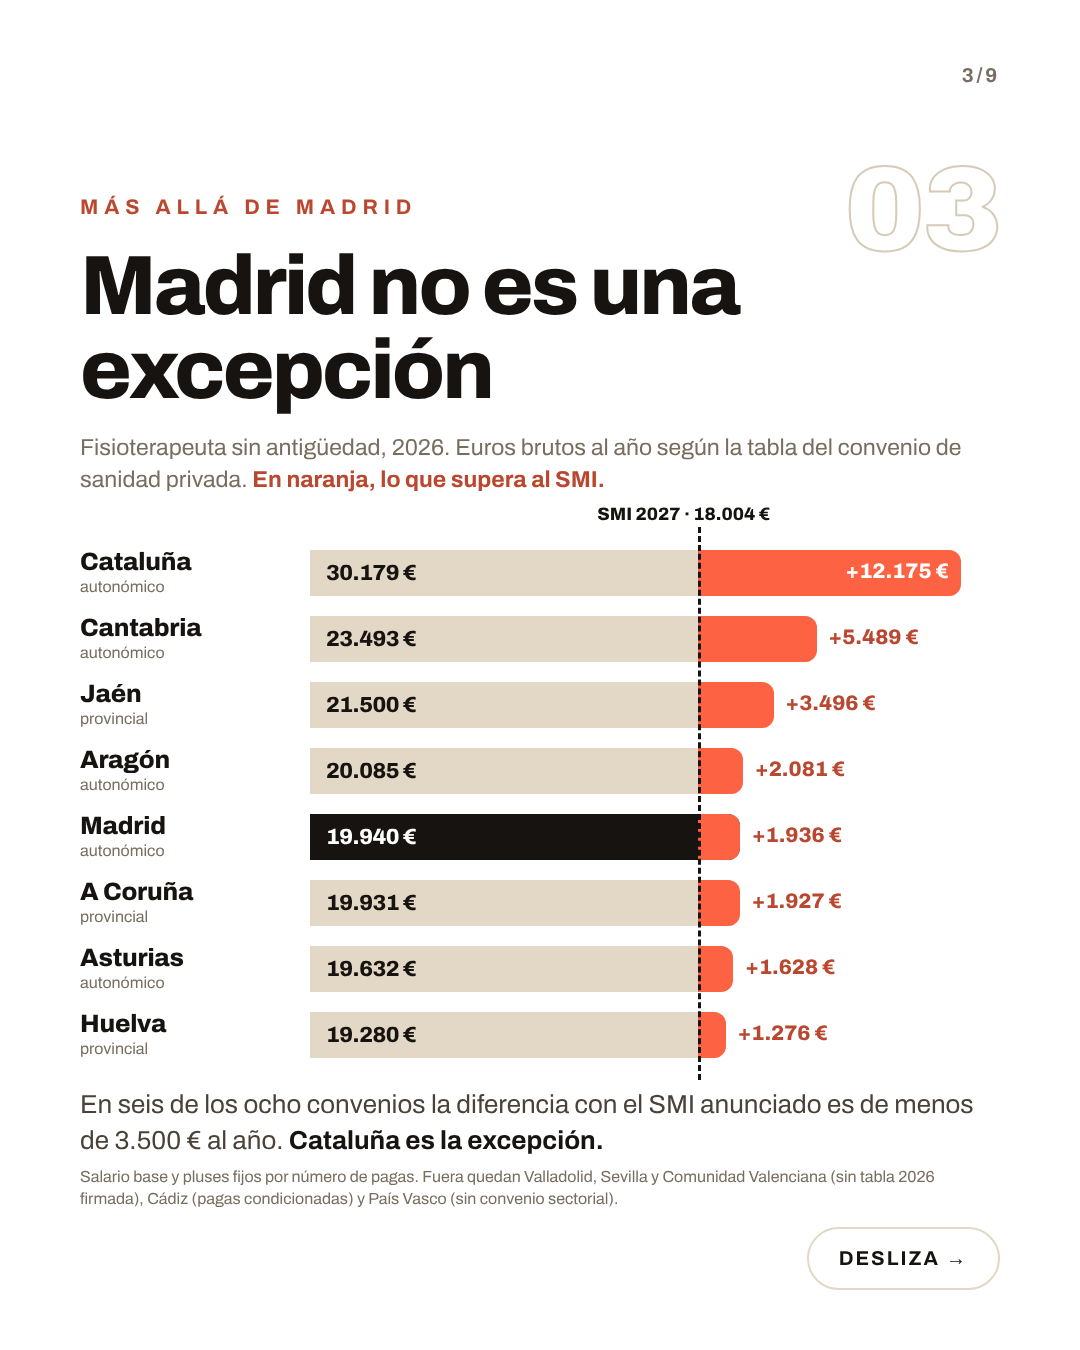 3/9
03
MÁS ALLÁ DE MADRID
Madrid no es una
excepción
Fisioterapeuta sin antigüedad, 2026. Euros brutos al año según la tabla del convenio de
sanidad privada. En naranja, lo que supera al SMI.
SMI 2027 · 18.004 €
Cataluña
autonómico
30.179 €
+12.175 €
Cantabria
autonómico
23.493 €
+5.489 €
Jaén
provincial
21.500 €
+3.496 €
Aragón
autonómico
20.085 €
+2.081 €
Madrid
autonómico
19.940 €
+1.936 €
A Coruña
provincial
19.931 €
+1.927 €
Asturias
autonómico
19.632 €
+1.628 €
Huelva
provincial
19.280 €
+1.276 €
En seis de los ocho convenios la diferencia con el SMI anunciado es de menos
de 3.500 € al año. Cataluña es la excepción.
Salario base y pluses fijos por número de pagas. Fuera quedan Valladolid, Sevilla y Comunidad Valenciana (sin tabla 2026
firmada), Cádiz (pagas condicionadas) y País Vasco (sin convenio sectorial).
DESLIZA →